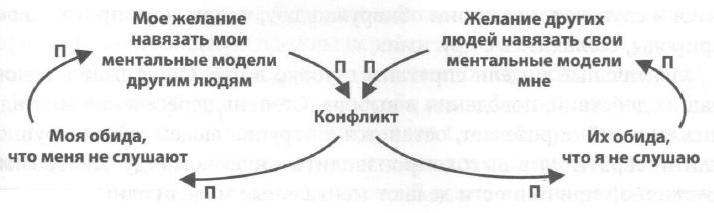 Мое желание
навязать мои
ментальные модели
другим людям
Желание других
людей навязать свои
ментальные модели
мне
П
П
П
П
Конфликт
Моя обида,
что меня не слушают
Их обида,
что я не слушаю
П
П